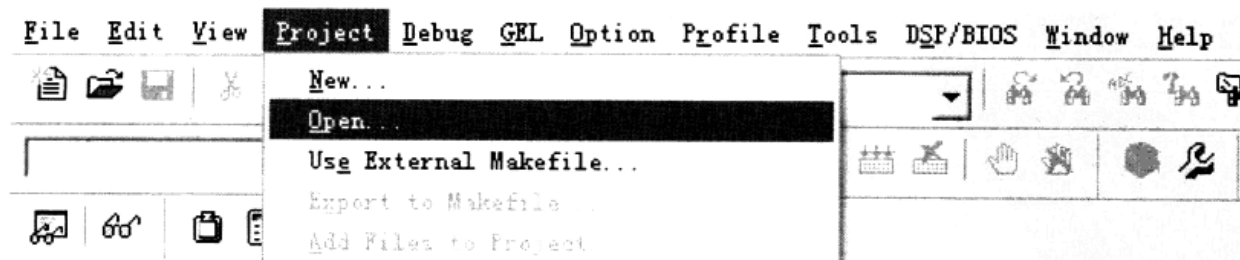 File Edit View Project Debug GEL Option Profile Tools DSP/BIOS Window Help
New...
Open...
Use External Makefile...
Export to Makefile...
Add Files to Project